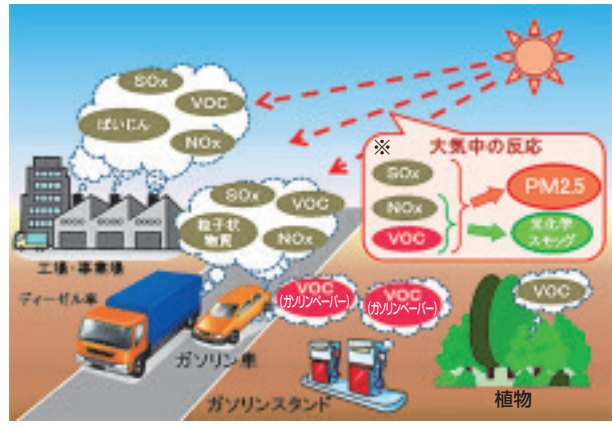 SOx
VOC
ばいじん
NOx
※ 大気中の反応
SOx
NOx
VOC
PM2.5
光化学
スモッグ
SOx
VOC
粒子状
物質
NOx
工場・事業場
ディーゼル車
VOC
(ガソリンベーパー)
VOC
(ガソリンベーパー)
VOC
ガソリン車
ガソリンスタンド
植物